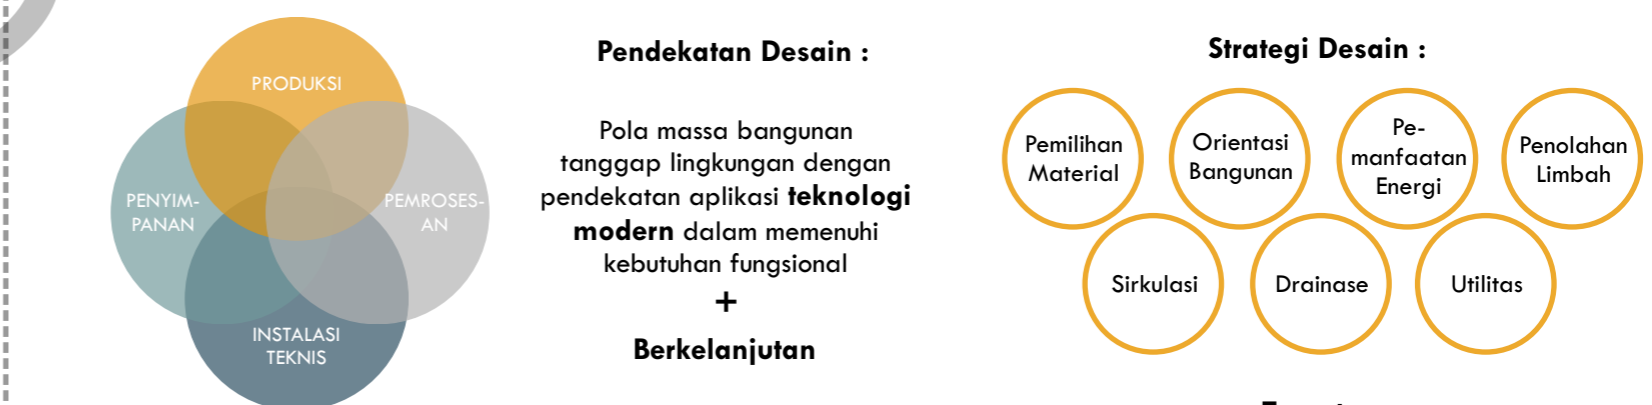 PRODUKSI
PENYIM-
PANAN
PEMROSES-
AN
INSTALASI
TEKNIS
Pendekatan Desain :
Pola massa bangunan
tanggap lingkungan dengan
pendekatan aplikasi teknologi
modern dalam memenuhi
kebutuhan fungsional
+
Berkelanjutan
Strategi Desain :
Pemilihan
Material
Orientasi
Bangunan
Pe-
manfaatan
Energi
Penolahan
Limbah
Sirkulasi
Drainase
Utilitas